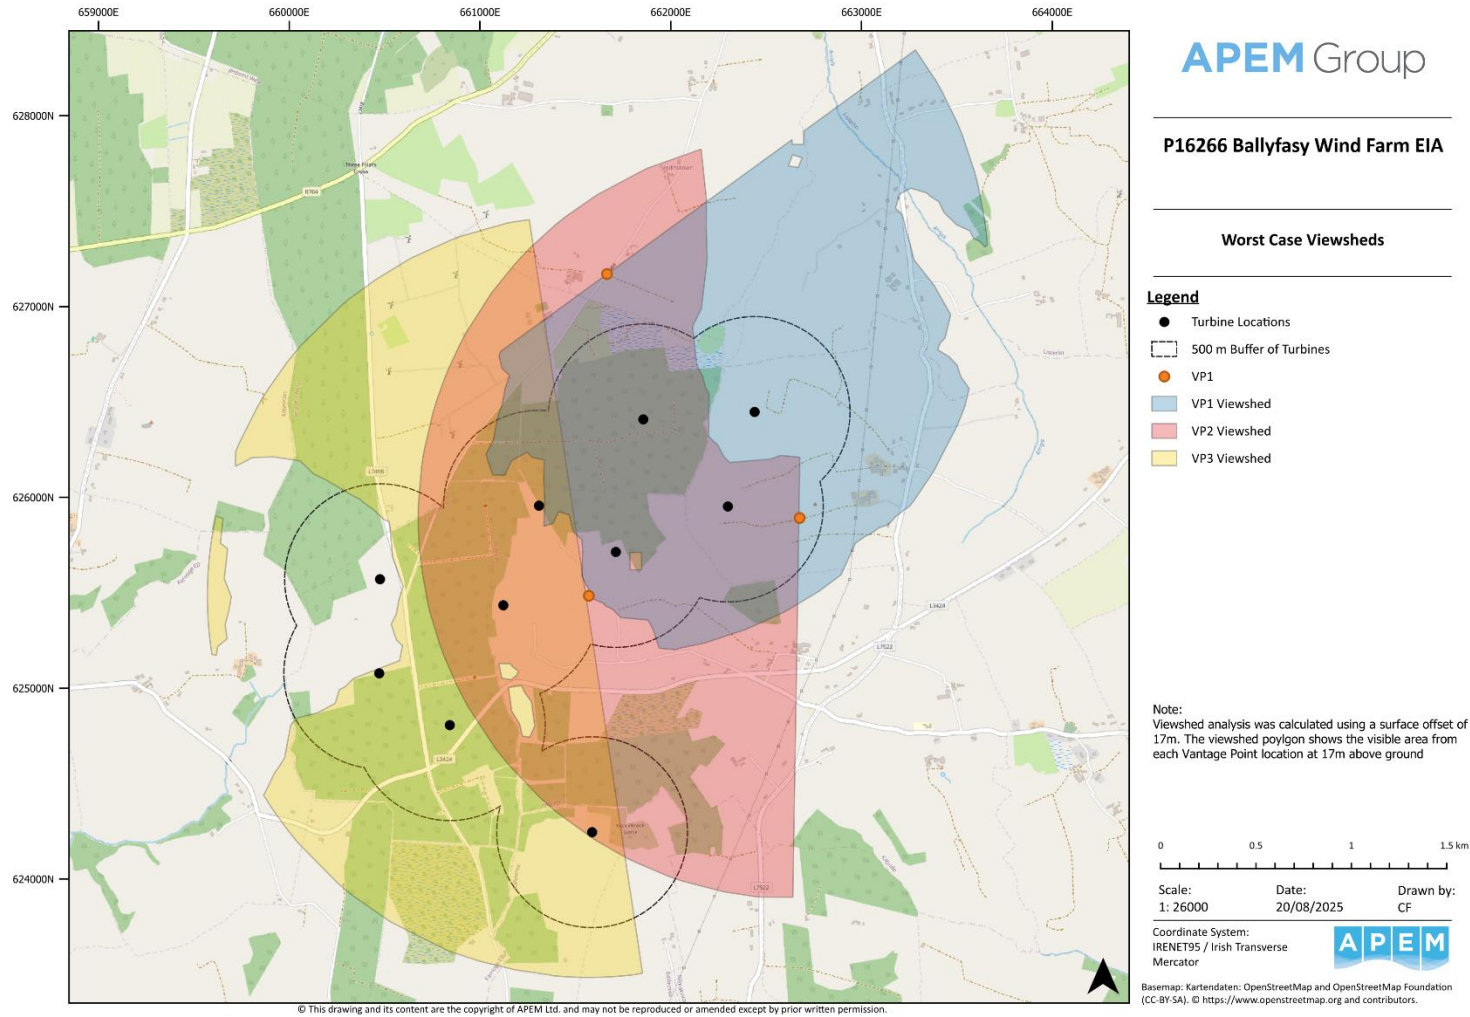 659000E 660000E 661000E 662000E 663000E 664000E
628000N
627000N
626000N
625000N
624000N
Three Friars
Cross
R704
L7498
L3424
L3424
L7522
L7522
APEM Group
P16266 Ballyfasy Wind Farm EIA
Worst Case Viewsheds
Legend
Turbine Locations
500 m Buffer of Turbines
VP1
VP1 Viewshed
VP2 Viewshed
VP3 Viewshed
Note:
Viewshed analysis was calculated using a surface offset of
17m. The viewshed poylgon shows the visible area from
each Vantage Point location at 17m above ground
0 0.5 1 1.5 km
Scale: Date: Drawn by:
1: 26000 20/08/2025 CF
Coordinate System:
IRENET95 / Irish Transverse
Mercator
APEM
Basemap: Kartendaten: OpenStreetMap and OpenStreetMap Foundation
(CC-BY-SA). © https://www.openstreetmap.org and contributors.
© This drawing and its content are the copyright of APEM Ltd. and may not be reproduced or amended except by prior written permission.